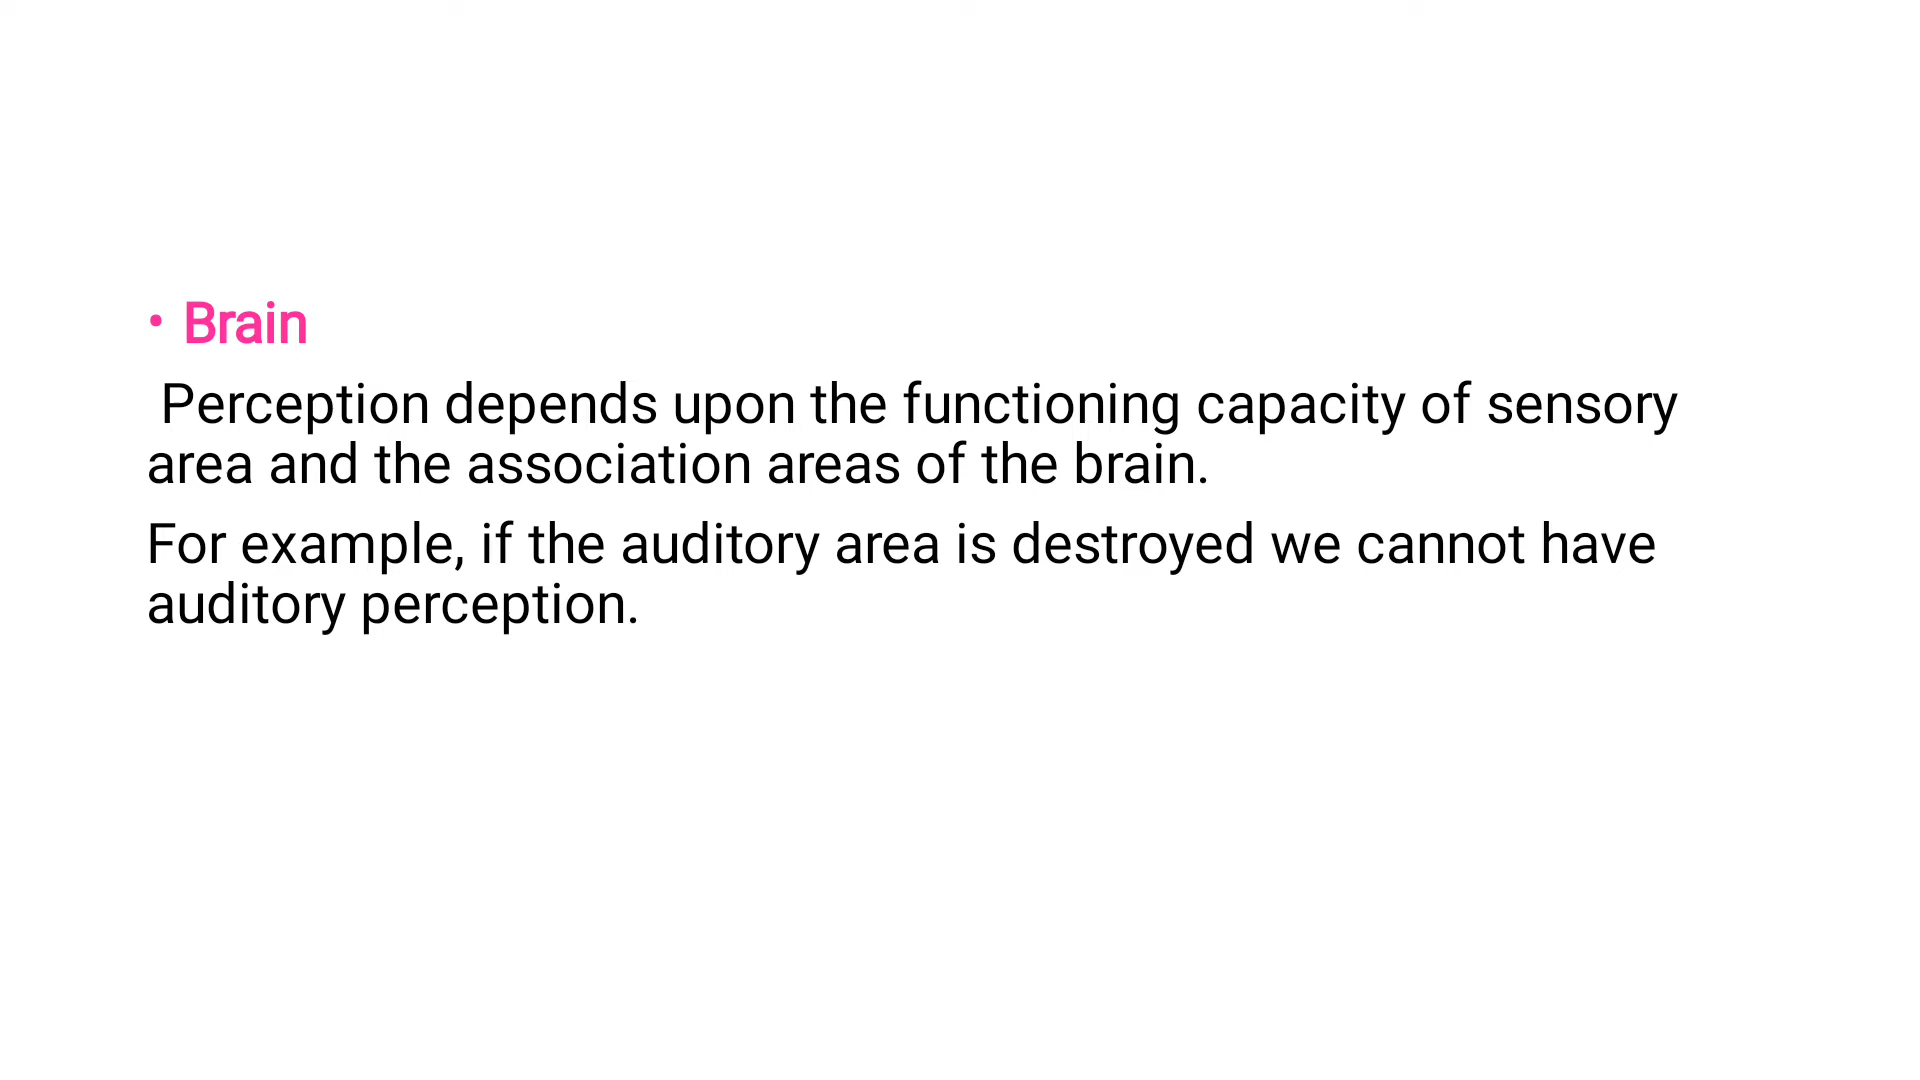 • Brain
Perception depends upon the functioning capacity of sensory
area and the association areas of the brain.
For example, if the auditory area is destroyed we cannot have
auditory perception.